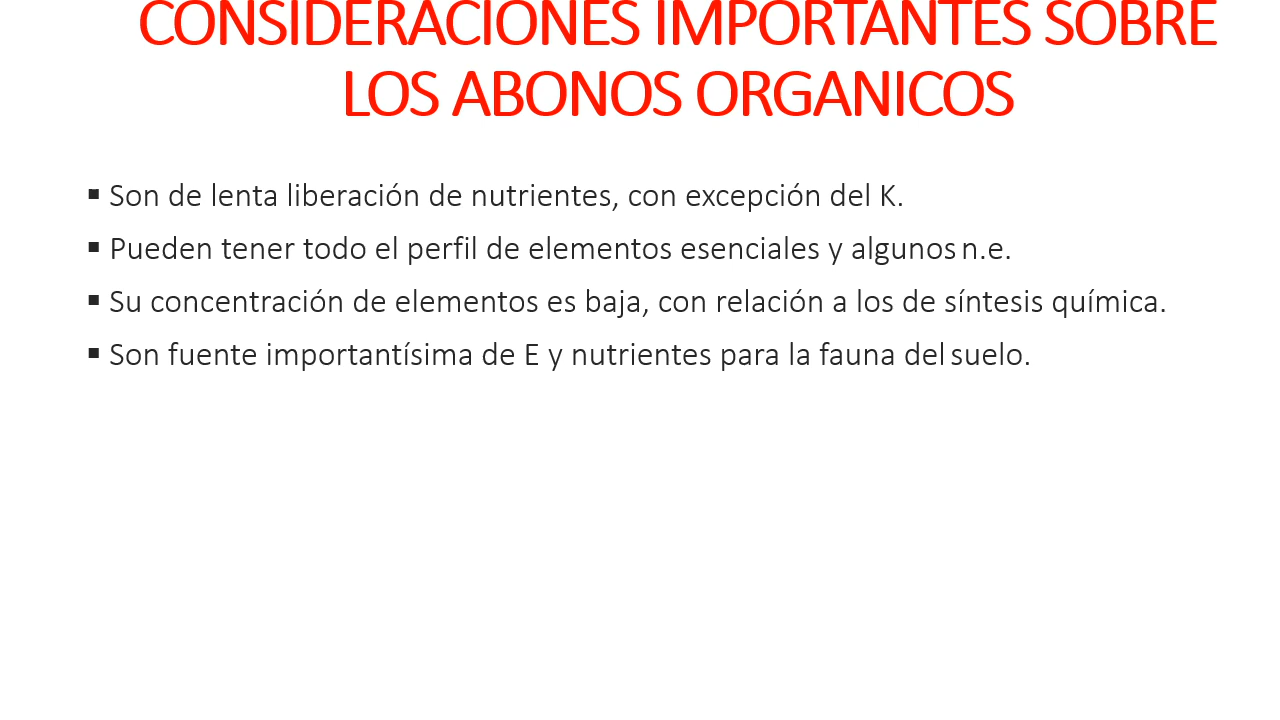 CONSIDERACIONES IMPORTANTES SOBRE
LOS ABONOS ORGANICOS
▪ Son de lenta liberación de nutrientes, con excepción del K.
▪ Pueden tener todo el perfil de elementos esenciales y algunos n.e.
▪ Su concentración de elementos es baja, con relación a los de síntesis química.
▪ Son fuente importantísima de E y nutrientes para la fauna del suelo.